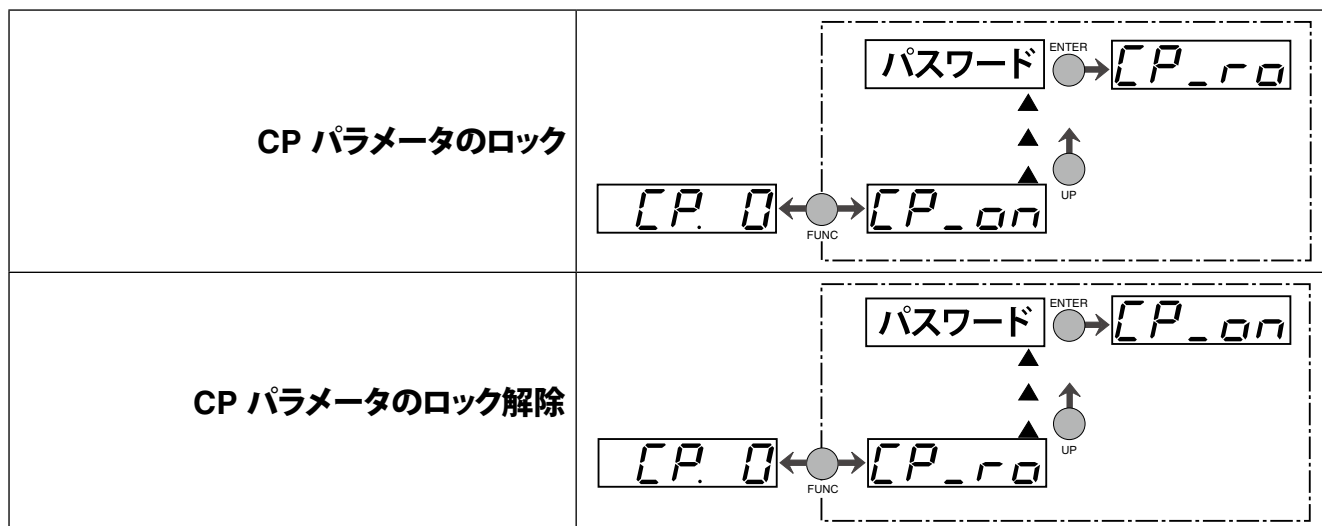 CP パラメータのロック
パスワード ENTER CP_ro
UP
CP. 0 FUNC CP_on
CP パラメータのロック解除
パスワード ENTER CP_on
UP
CP. 0 FUNC CP_ro